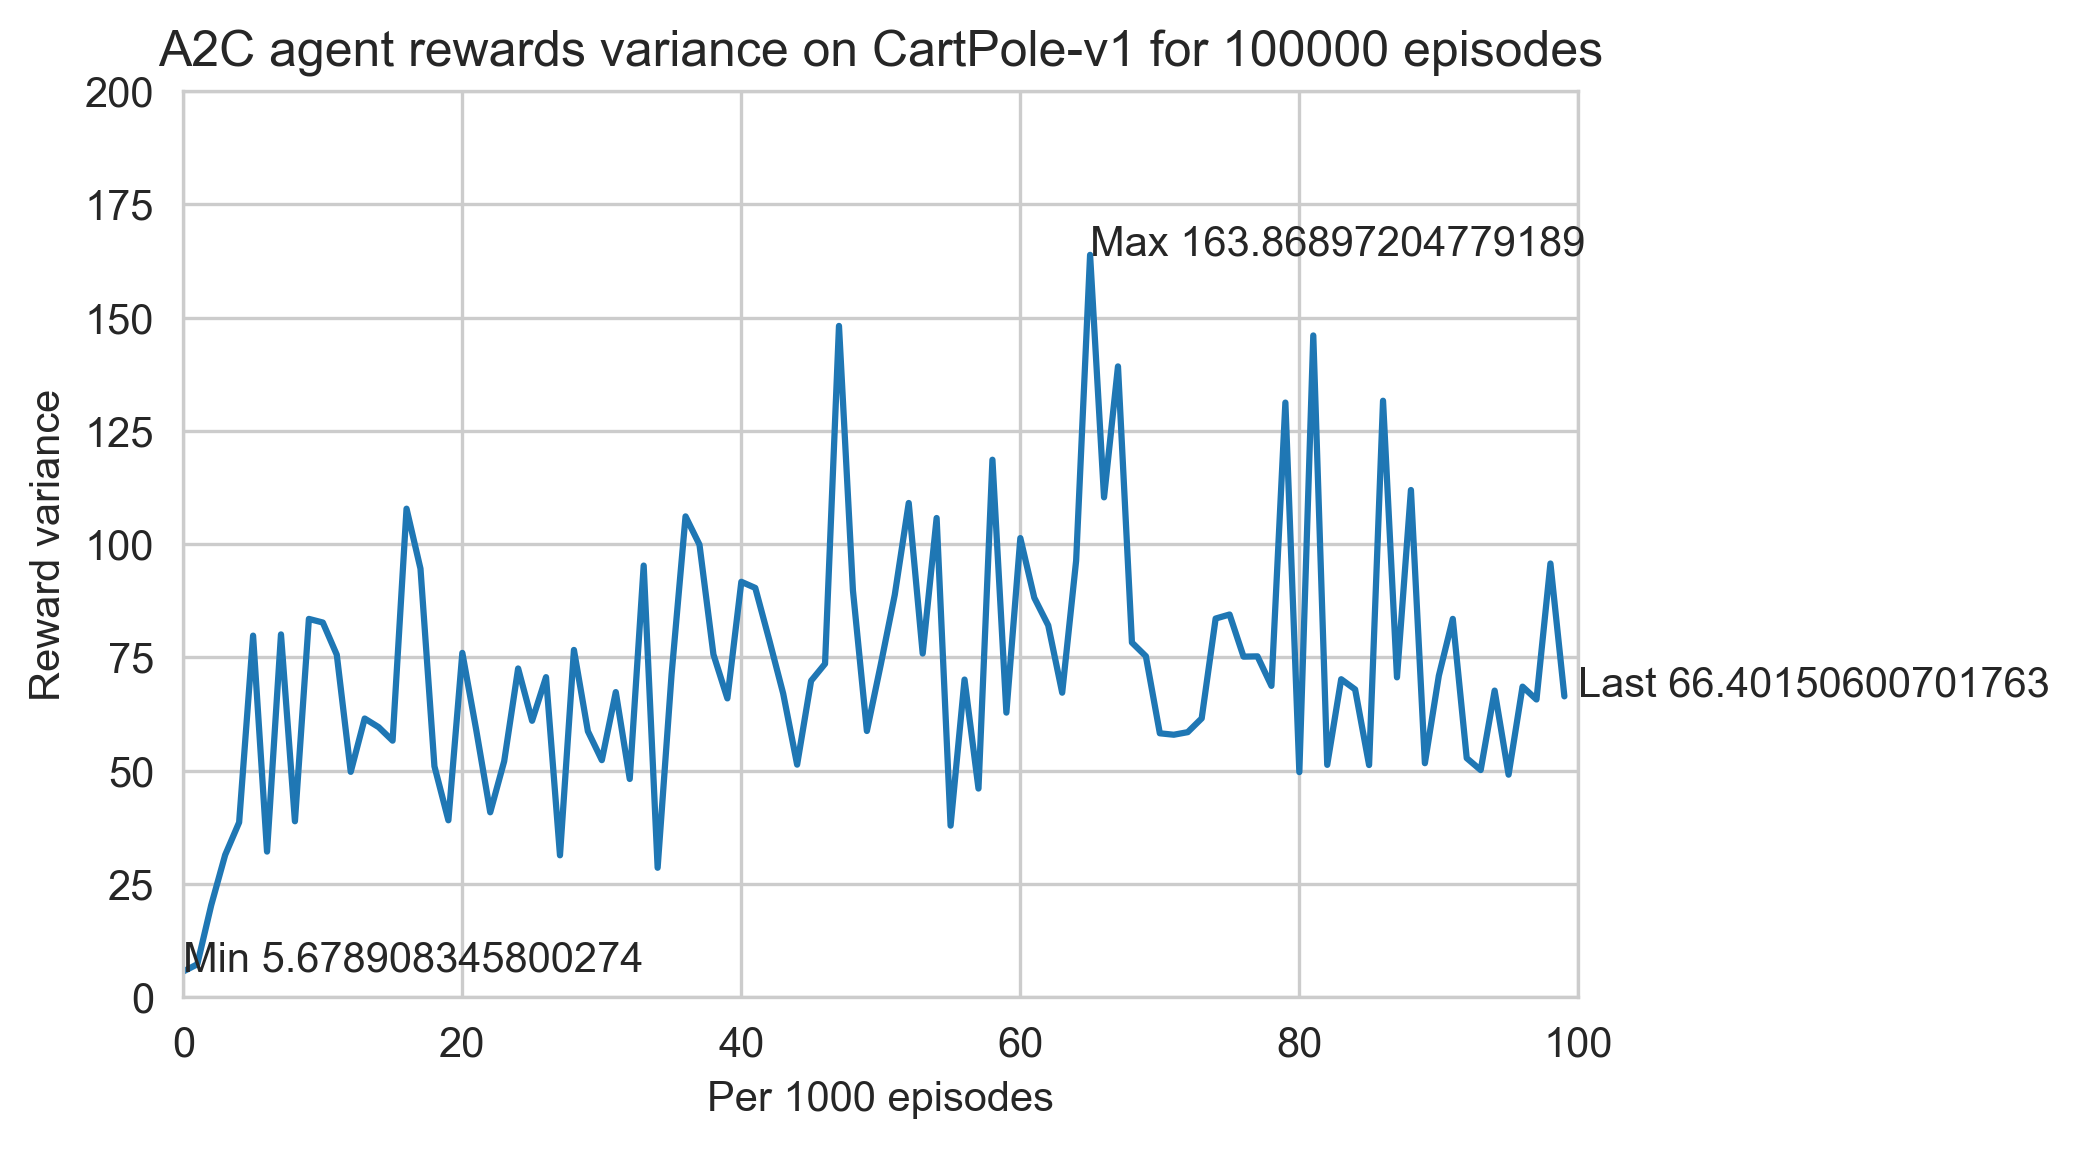 A2C agent rewards variance on CartPole-v1 for 100000 episodes
200
175
Max 163.86897204779189
150
125
Reward variance
100
75
Last 66.40150600701763
50
25
Min 5.678908345800274
0
0 20 40 60 80 100
Per 1000 episodes